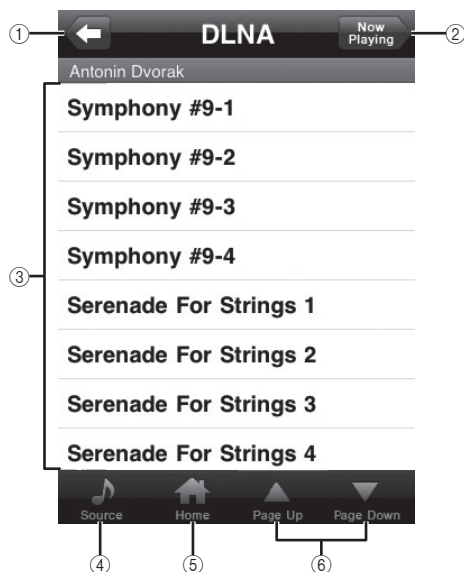 ① DLNA Now Playing ②
Antonin Dvorak
Symphony #9-1
Symphony #9-2
Symphony #9-3
③ Symphony #9-4
Serenade For Strings 1
Serenade For Strings 2
Serenade For Strings 3
Serenade For Strings 4
Source Home Page Up Page Down
④ ⑤ ⑥